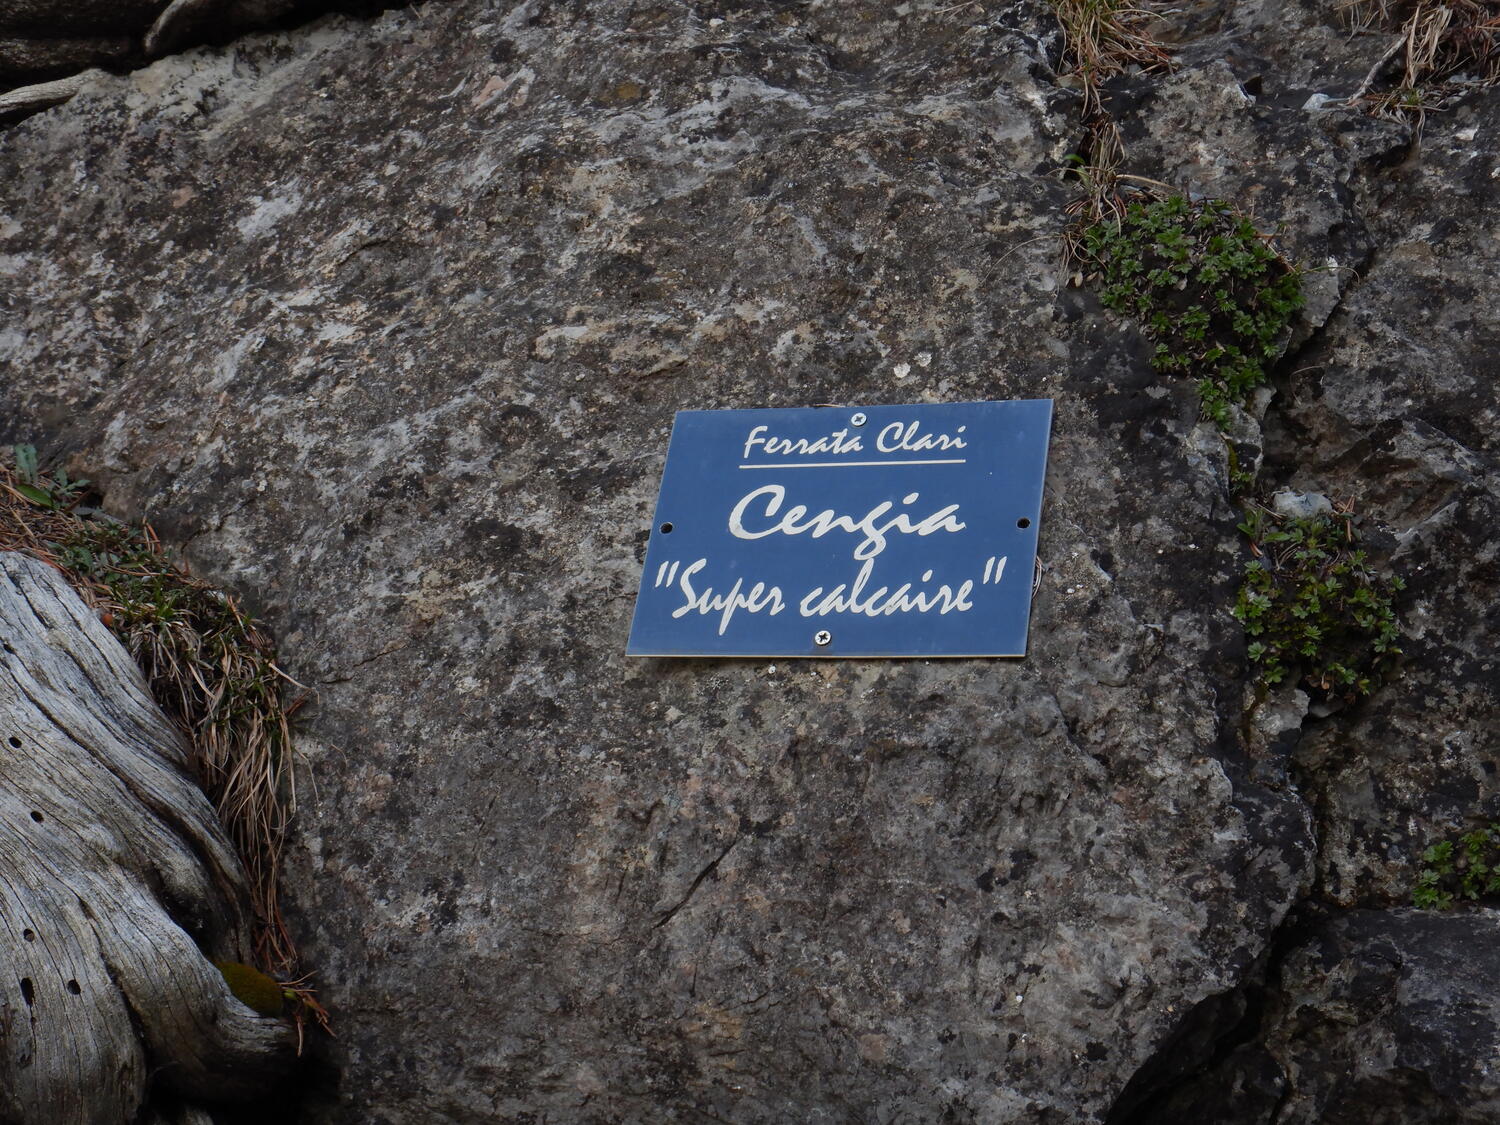 Ferrata Clari
Cengia
"Super calcaire"